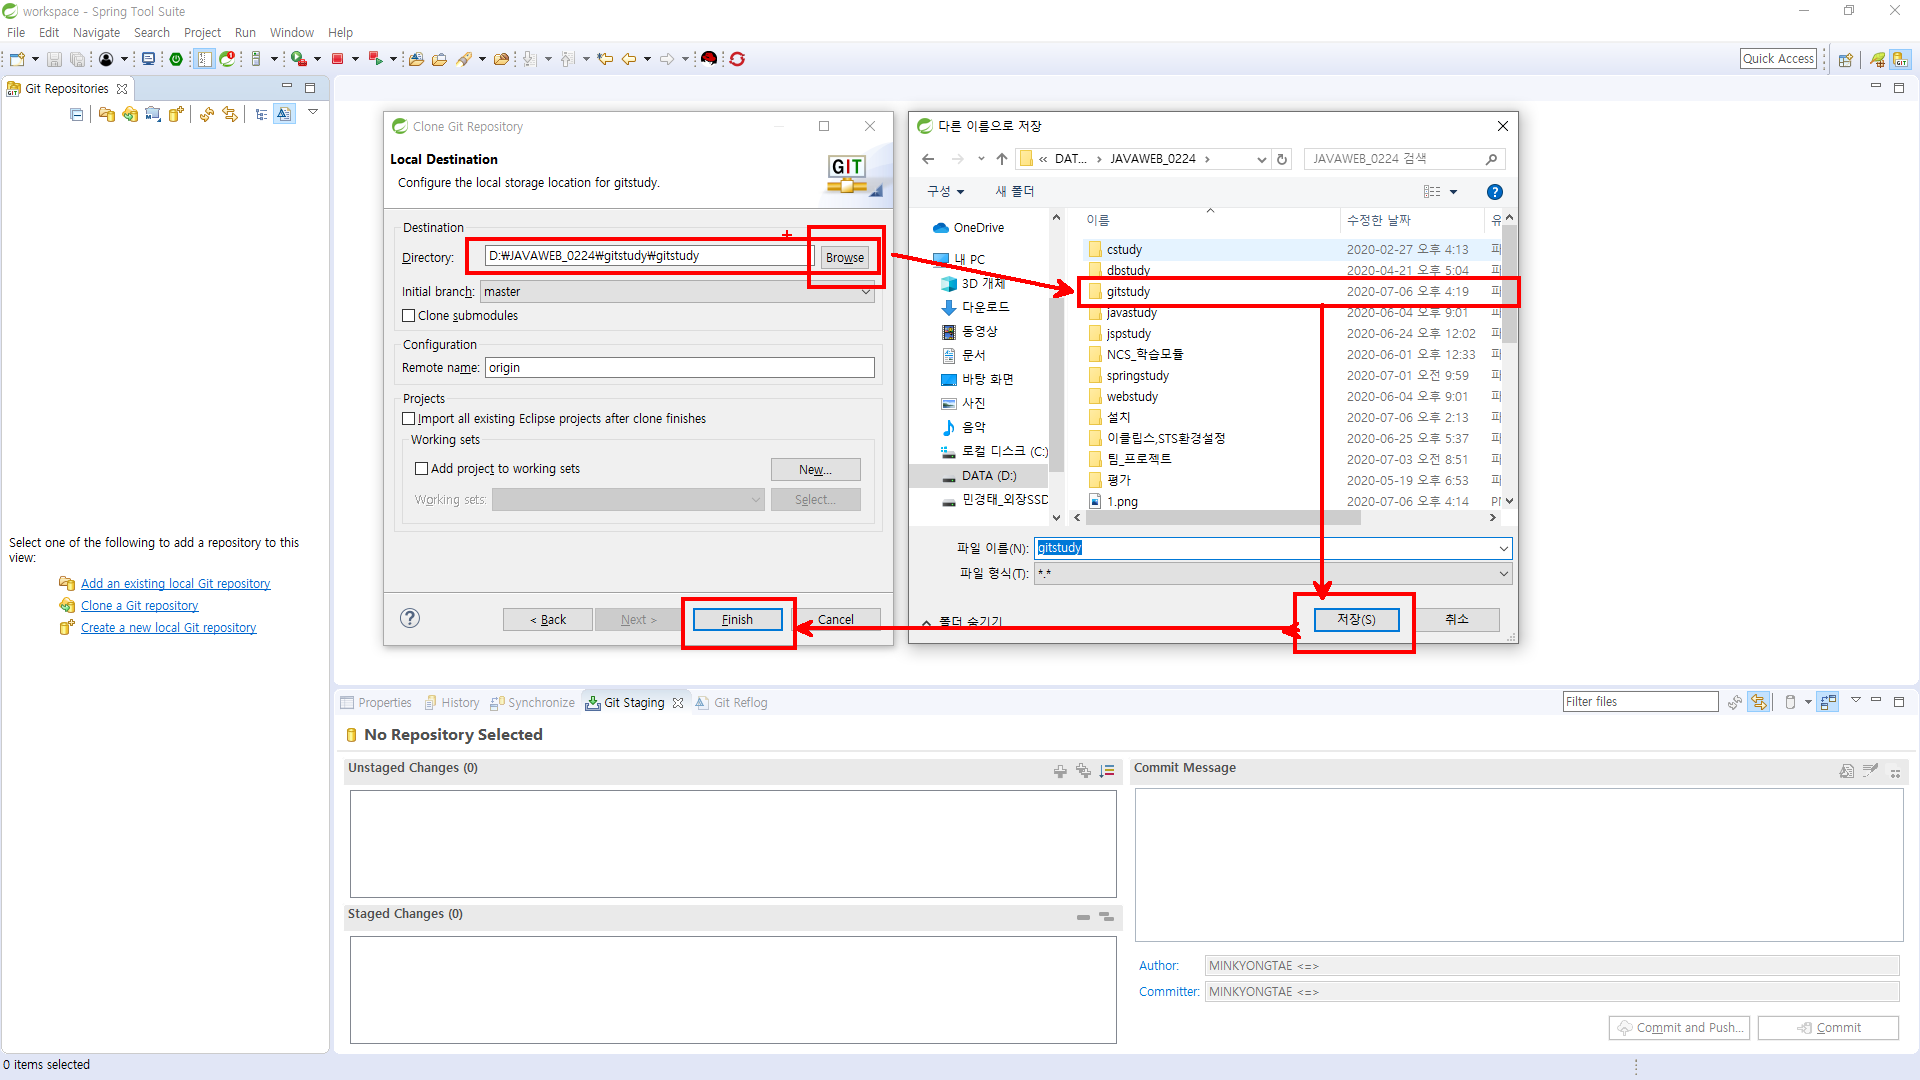 workspace - Spring Tool Suite
File Edit Navigate Search Project Run Window Help
Quick Access
Git Repositories
Select one of the following to add a repository to this
view:
Add an existing local Git repository
Clone a Git repository
Create a new local Git repository
Clone Git Repository
Local Destination
Configure the local storage location for gitstudy.
GIT
Destination
Directory: D:₩JAVAWEB_0224₩gitstudy₩gitstudy Browse
Initial branch: master
Clone submodules
Configuration
Remote name: origin
Projects
Import all existing Eclipse projects after clone finishes
Working sets
Add project to working sets New...
Working sets: Select...
< Back Next > Finish Cancel
다른 이름으로 저장
« DAT... › JAVAWEB_0224 › JAVAWEB_0224 검색
구성 새 폴더
OneDrive
내 PC
3D 개체
다운로드
동영상
문서
바탕 화면
사진
음악
로컬 디스크 (C:)
DATA (D:)
민경태_외장SSD
이름 수정한 날짜 유
cstudy 2020-02-27 오후 4:13 파
dbstudy 2020-04-21 오후 5:04 파
gitstudy 2020-07-06 오후 4:19 파
javastudy 2020-06-04 오후 9:01 파
jspstudy 2020-06-24 오후 12:02 파
NCS_학습모듈 2020-06-01 오후 12:33 파
springstudy 2020-07-01 오전 9:59 파
webstudy 2020-06-04 오후 9:01 파
설치 2020-07-06 오후 2:13 파
이클립스,STS환경설정 2020-06-25 오후 5:37 파
팀_프로젝트 2020-07-03 오전 8:51 파
평가 2020-05-19 오후 6:53 파
1.png 2020-07-06 오후 4:14
파일 이름(N): gitstudy
파일 형식(T): *.*
폴더 숨기기 저장(S) 취소
Properties History Synchronize Git Staging Git Reflog
Filter files
No Repository Selected
Unstaged Changes (0)
Staged Changes (0)
Commit Message
Author: MINKYONGTAE <=>
Committer: MINKYONGTAE <=>
Commit and Push... Commit
0 items selected